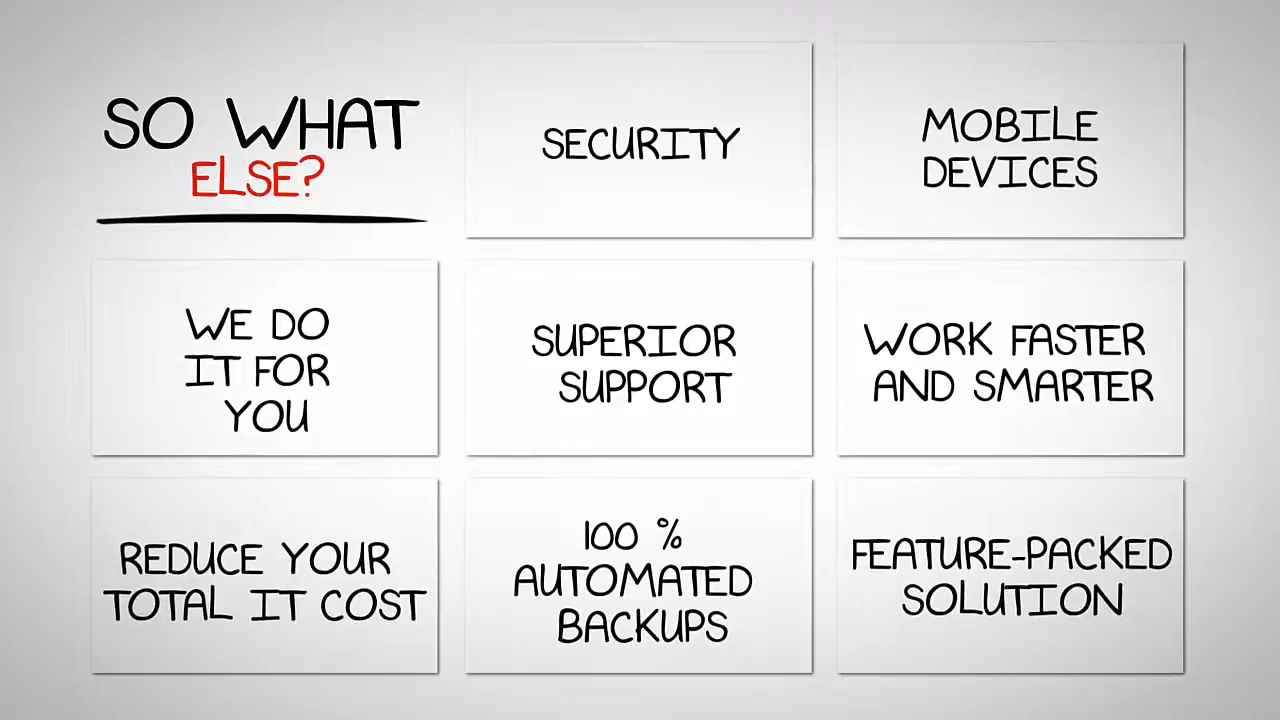 SO WHAT
ELSE?
SECURITY
MOBILE
DEVICES
WE DO
IT FOR
YOU
SUPERIOR
SUPPORT
WORK FASTER
AND SMARTER
REDUCE YOUR
TOTAL IT COST
100 %
AUTOMATED
BACKUPS
FEATURE-PACKED
SOLUTION